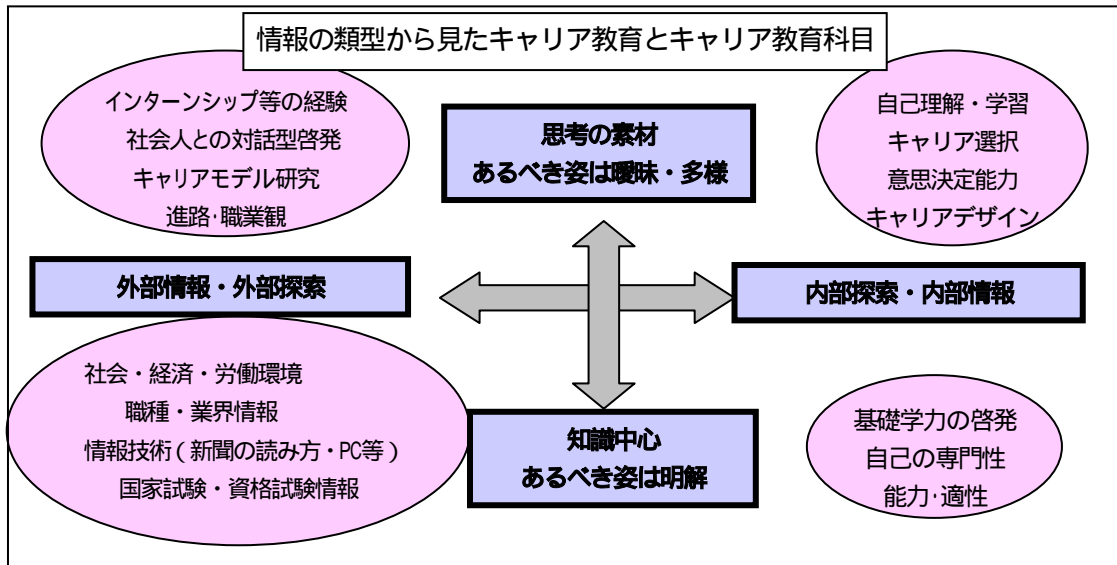 情報の類型から見たキャリア教育とキャリア教育科目
インターンシップ等の経験
社会人との対話型啓発
キャリアモデル研究
進路・職業観
思考の素材
あるべき姿は曖昧・多様
自己理解・学習
キャリア選択
意思決定能力
キャリアデザイン
外部情報・外部探索
内部探索・内部情報
社会・経済・労働環境
職種・業界情報
情報技術(新聞の読み方・PC等)
国家試験・資格試験情報
知識中心
あるべき姿は明解
基礎学力の啓発
自己の専門性
能力・適性